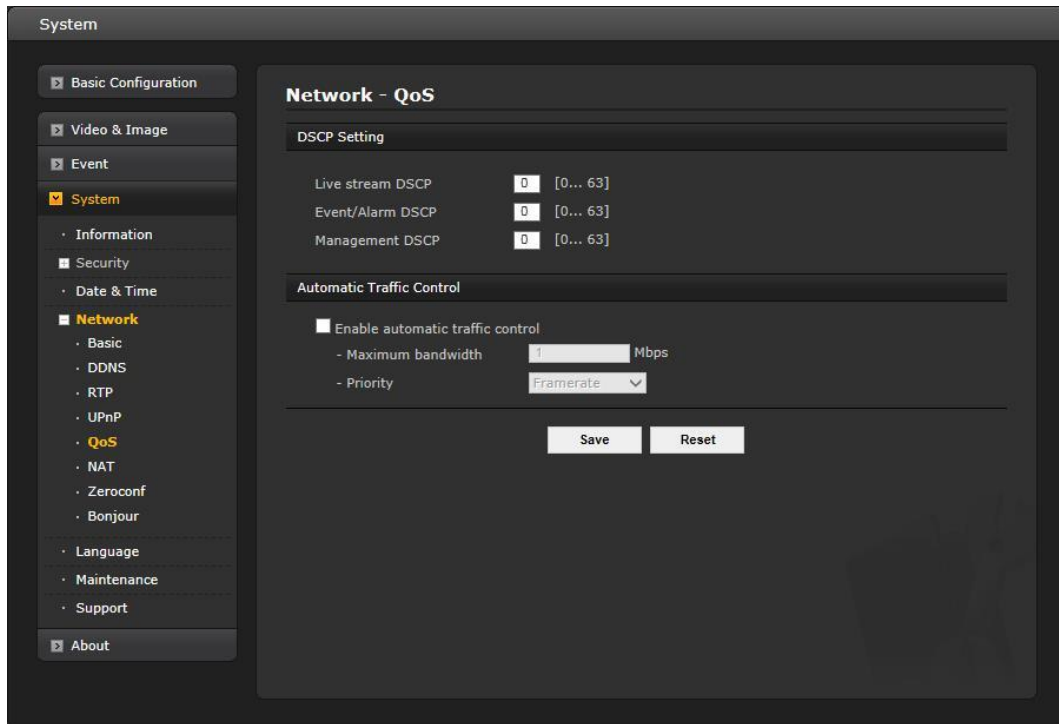 System
Basic Configuration
Video & Image
Event
System
· Information
Security
· Date & Time
Network
· Basic
· DDNS
· RTP
· UPnP
· QoS
· NAT
· Zeroconf
· Bonjour
· Language
· Maintenance
· Support
About
Network - QoS
DSCP Setting
Live stream DSCP 0 [0... 63]
Event/Alarm DSCP 0 [0... 63]
Management DSCP 0 [0... 63]
Automatic Traffic Control
Enable automatic traffic control
- Maximum bandwidth 1 Mbps
- Priority Framerate
Save Reset